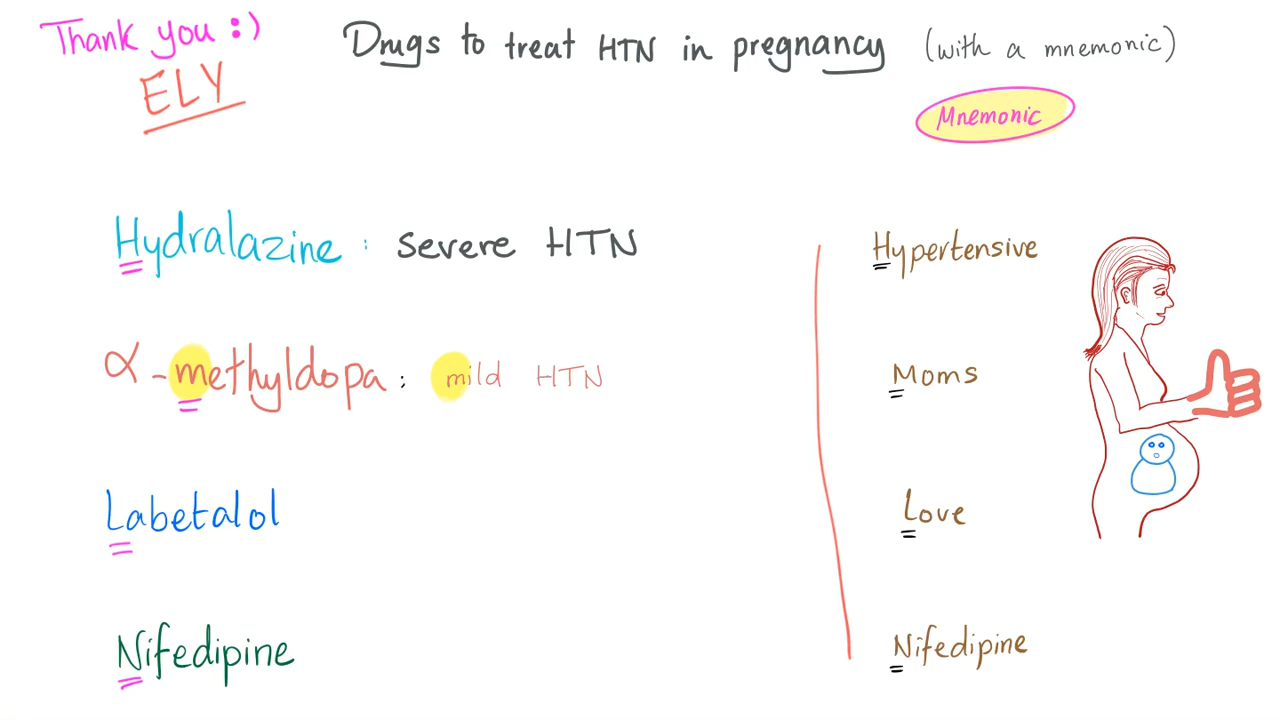 Thank you :)
ELY
Drugs to treat HTN in pregnancy (with a mnemonic)
Mnemonic
Hydralazine : severe HTN
α-methyldopa : mild HTN
Labetalol
Nifedipine
Hypertensive
Moms
Love
Nifedipine